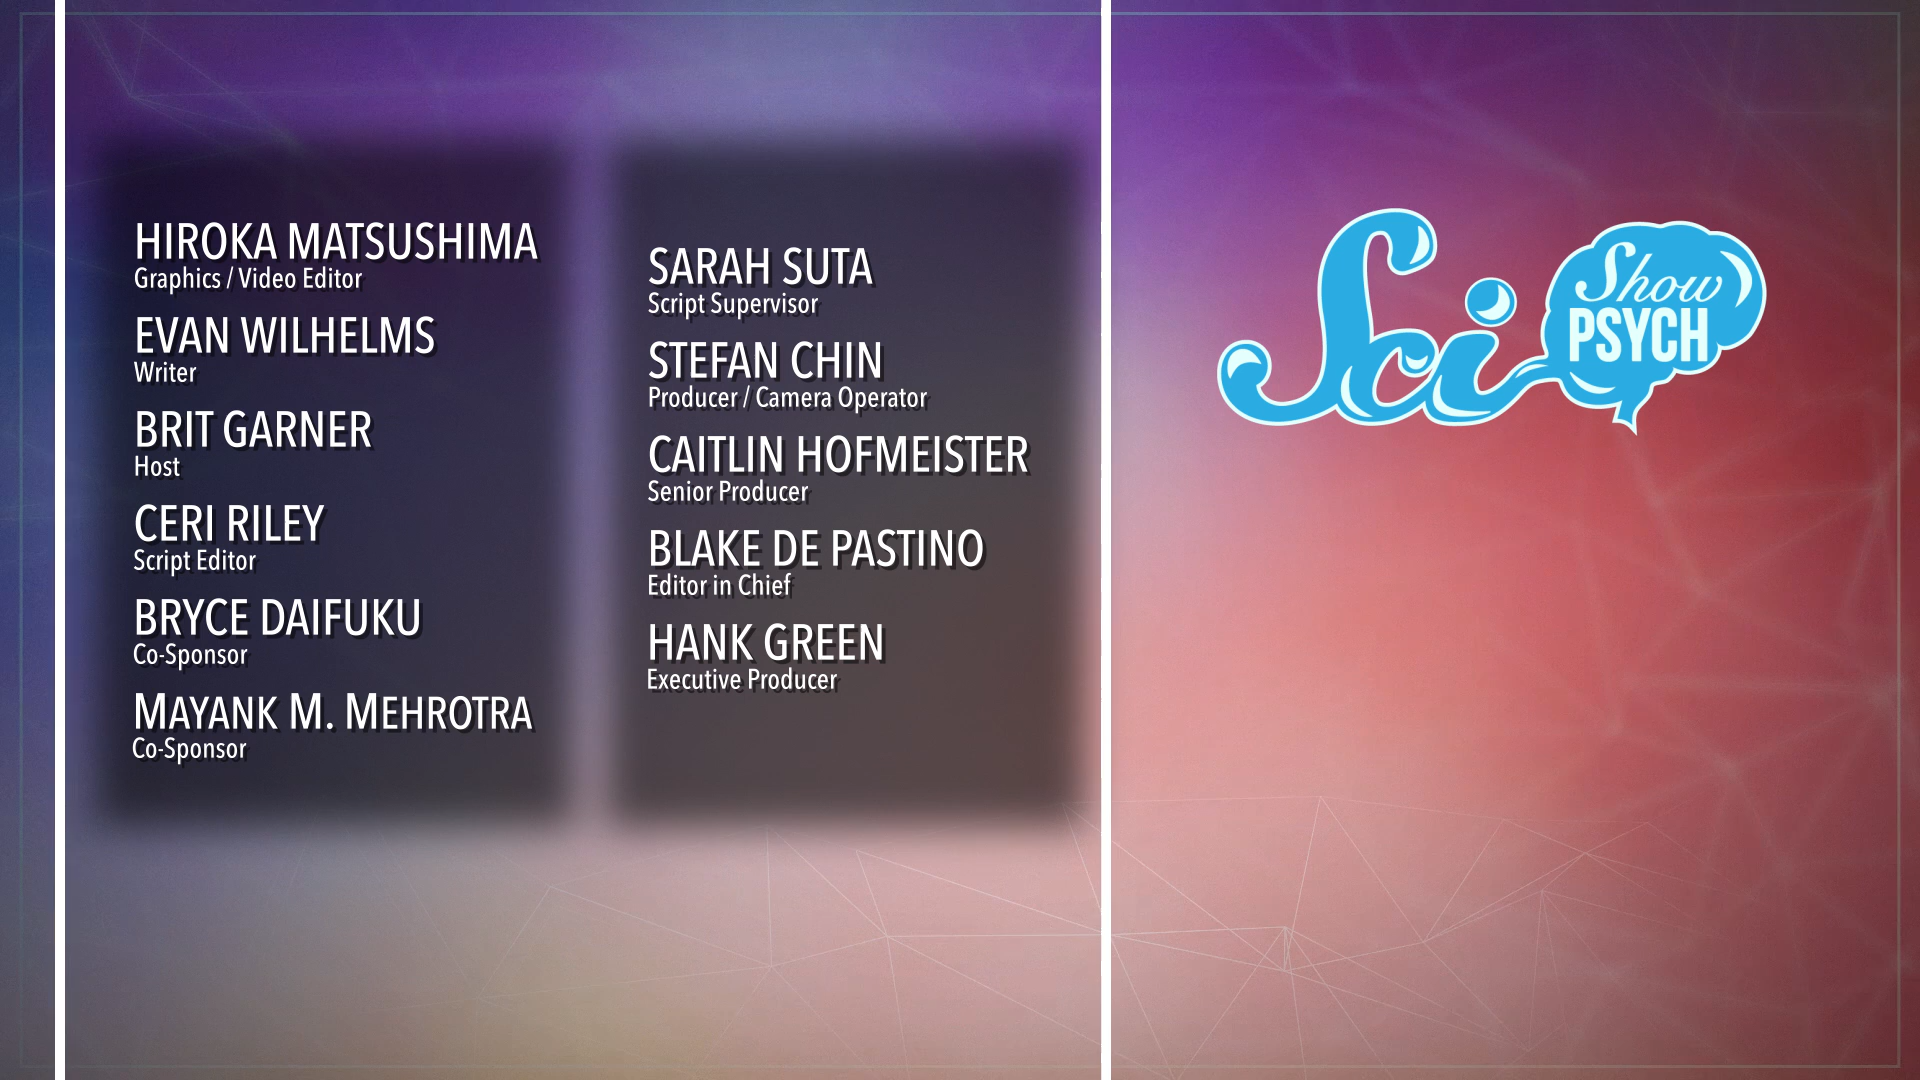 HIROKA MATSUSHIMA
Graphics / Video Editor
EVAN WILHELMS
Writer
BRIT GARNER
Host
CERI RILEY
Script Editor
BRYCE DAIFUKU
Co-Sponsor
MAYANK M. MEHROTRA
Co-Sponsor
SARAH SUTA
Script Supervisor
STEFAN CHIN
Producer / Camera Operator
CAITLIN HOFMEISTER
Senior Producer
BLAKE DE PASTINO
Editor in Chief
HANK GREEN
Executive Producer
Sci
Show
PSYCH